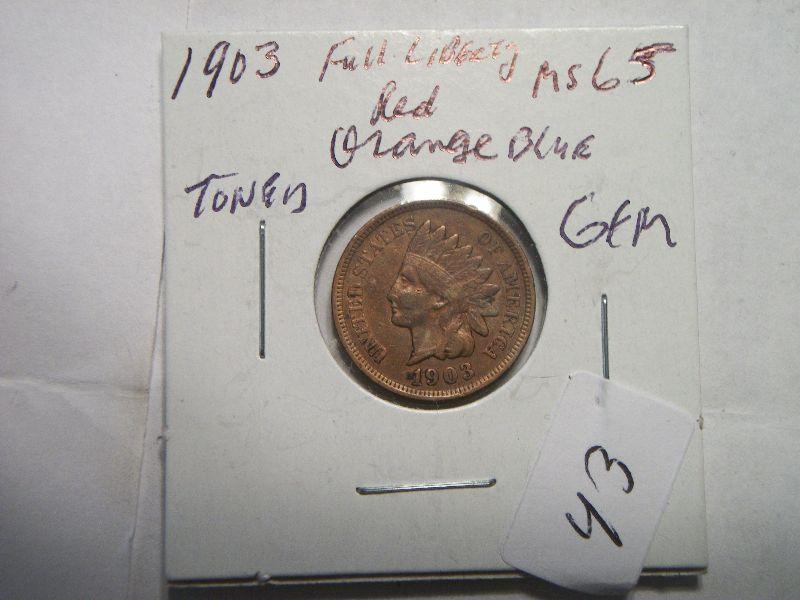 1903 Full Liberty MS65
Red
Orange Blue
TONED
GEM
UNITED STATES OF AMERICA
1903
43